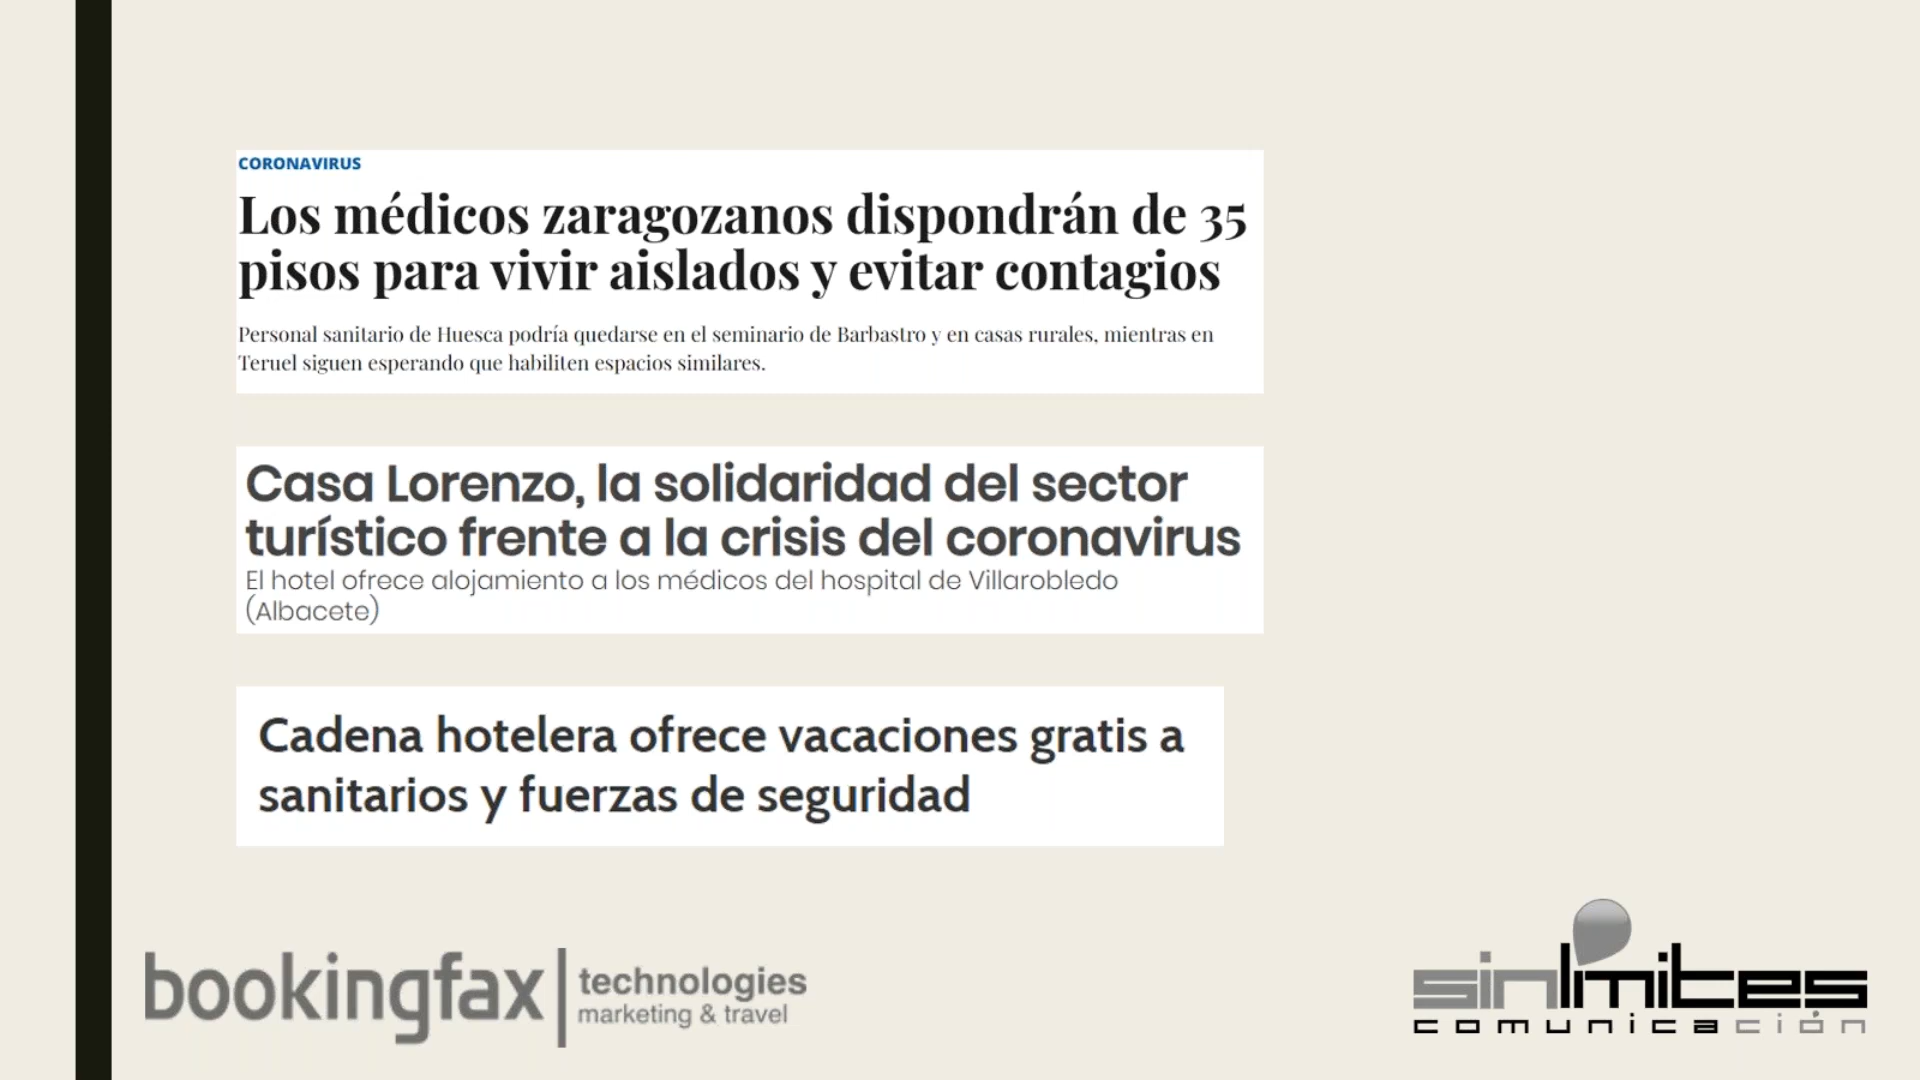 CORONAVIRUS
Los médicos zaragozanos dispondrán de 35
pisos para vivir aislados y evitar contagios
Personal sanitario de Huesca podría quedarse en el seminario de Barbastro y en casas rurales, mientras en
Teruel siguen esperando que habiliten espacios similares.
Casa Lorenzo, la solidaridad del sector
turístico frente a la crisis del coronavirus
El hotel ofrece alojamiento a los médicos del hospital de Villarobledo
(Albacete)
Cadena hotelera ofrece vacaciones gratis a
sanitarios y fuerzas de seguridad
bookingfax
technologies
marketing & travel
sinlimites
comunicación